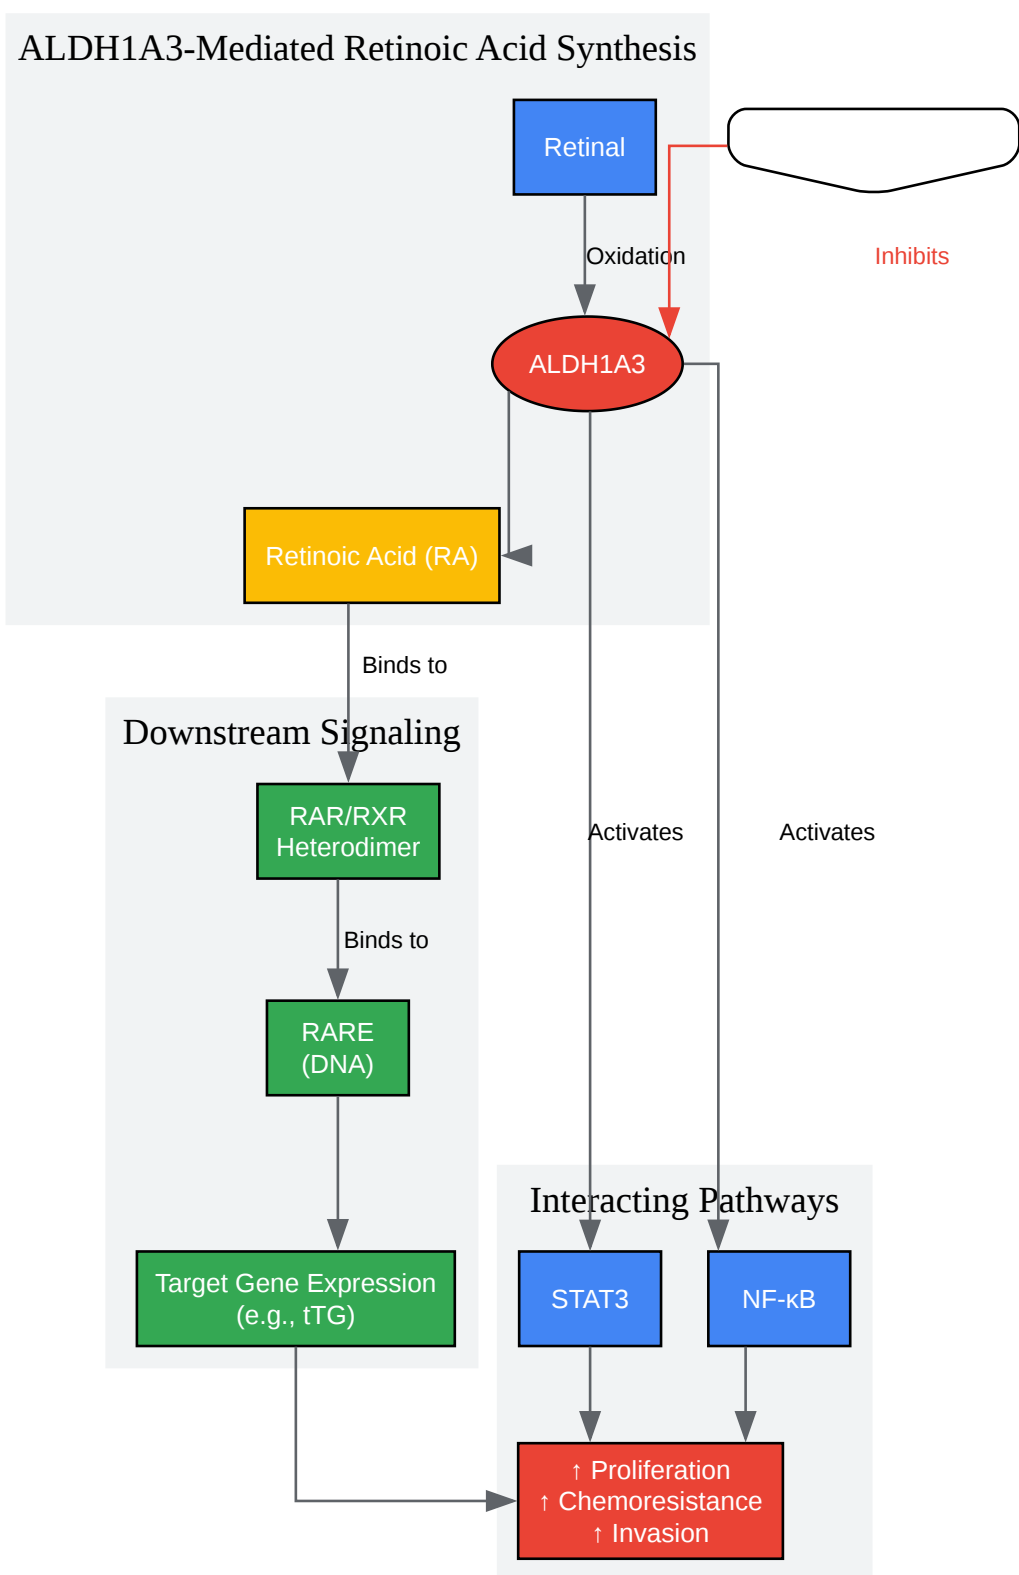 ALDH1A3-Mediated Retinoic Acid Synthesis
Retinal
Oxidation
Inhibits
ALDH1A3
Retinoic Acid (RA)
Binds to
Downstream Signaling
RAR/RXR
Heterodimer
Activates
Activates
Binds to
RARE
(DNA)
Interacting Pathways
Target Gene Expression
(e.g., tTG)
STAT3
NF-κB
↑ Proliferation
↑ Chemoresistance
↑ Invasion